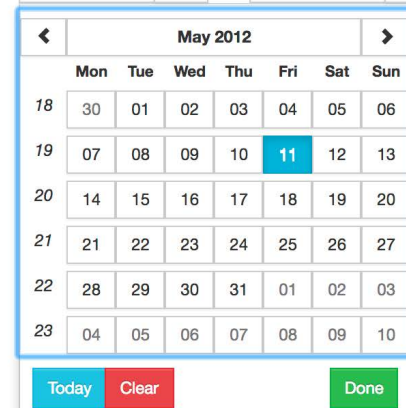 May 2012
Mon Tue Wed Thu Fri Sat Sun
18 30 01 02 03 04 05 06
19 07 08 09 10 11 12 13
20 14 15 16 17 18 19 20
21 21 22 23 24 25 26 27
22 28 29 30 31 01 02 03
23 04 05 06 07 08 09 10
Today Clear Done